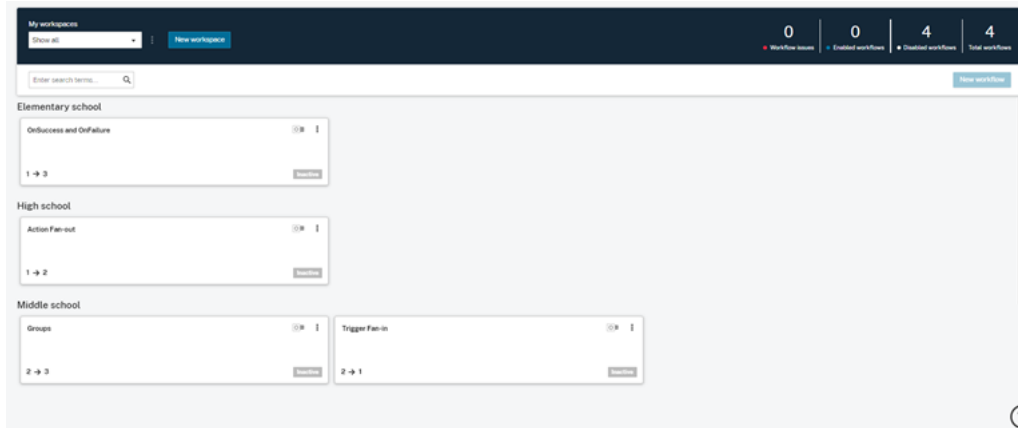 My workspaces
Show all
New workspace
0
Workflow issues
0
Enabled workflows
4
Disabled workflows
4
Total workflows
Enter search terms...
New workflow
Elementary school
OnSuccess and OnFailure
1 → 3
Inactive
High school
Action Fan-out
1 → 2
Inactive
Middle school
Groups
2 → 3
Inactive
Trigger Fan-in
2 → 1
Inactive